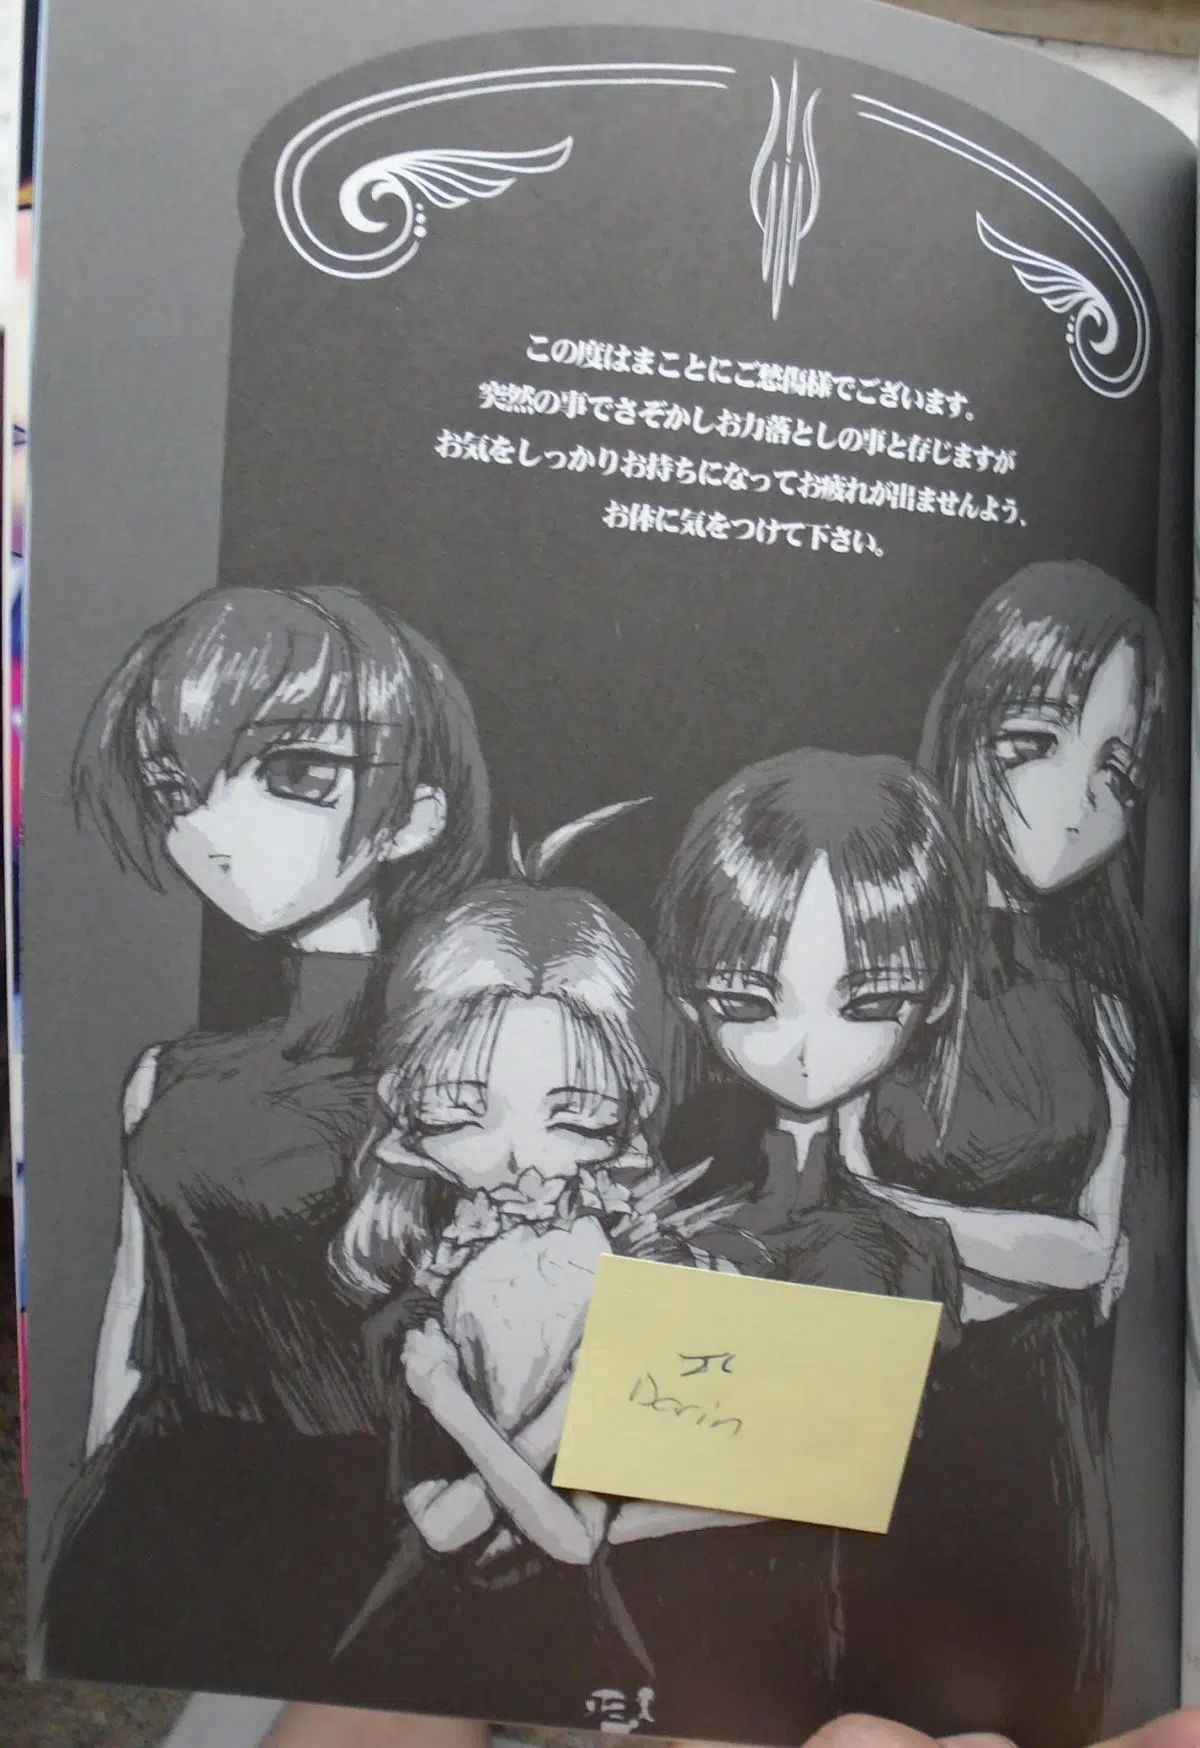 この度はまことにご愁傷様でございます。
突然の事でさぞかしお力落としの事と存じますが
お気をしっかりお持ちになってお疲れが出ませんよう、
お体に気をつけて下さい。
Darin